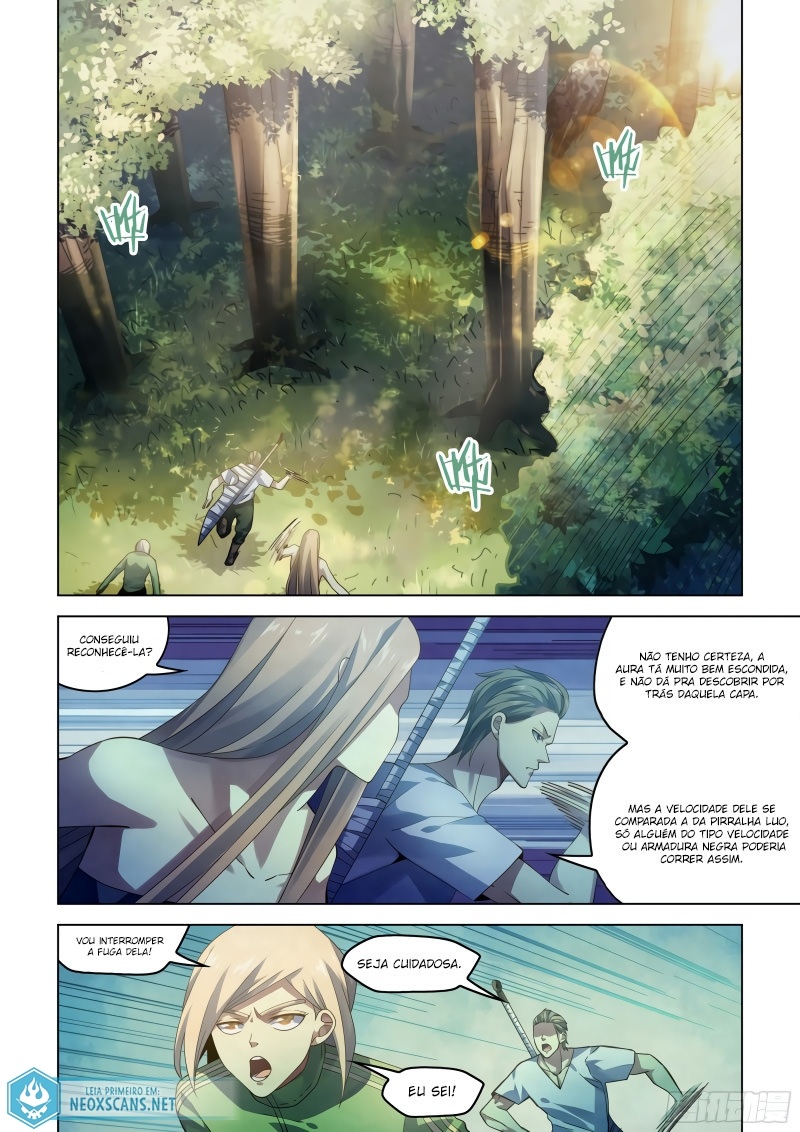 CONSEGUIU
RECONHECÊ-LA?
NÃO TENHO CERTEZA, A
AURA TÁ MUITO BEM ESCONDIDA,
E NÃO DÁ PRA DESCOBRIR POR
TRÁS DAQUELA CAPA.
MAS A VELOCIDADE DELE SE
COMPARADA A DA PIRRALHA LUO,
SÓ ALGUÉM DO TIPO VELOCIDADE
OU ARMADURA NEGRA PODERIA
CORRER ASSIM.
VOU INTERROMPER
A FUGA DELA!
SEJA CUIDADOSA.
EU SEI!
LEIA PRIMEIRO EM:
NEOXSCANS.NET